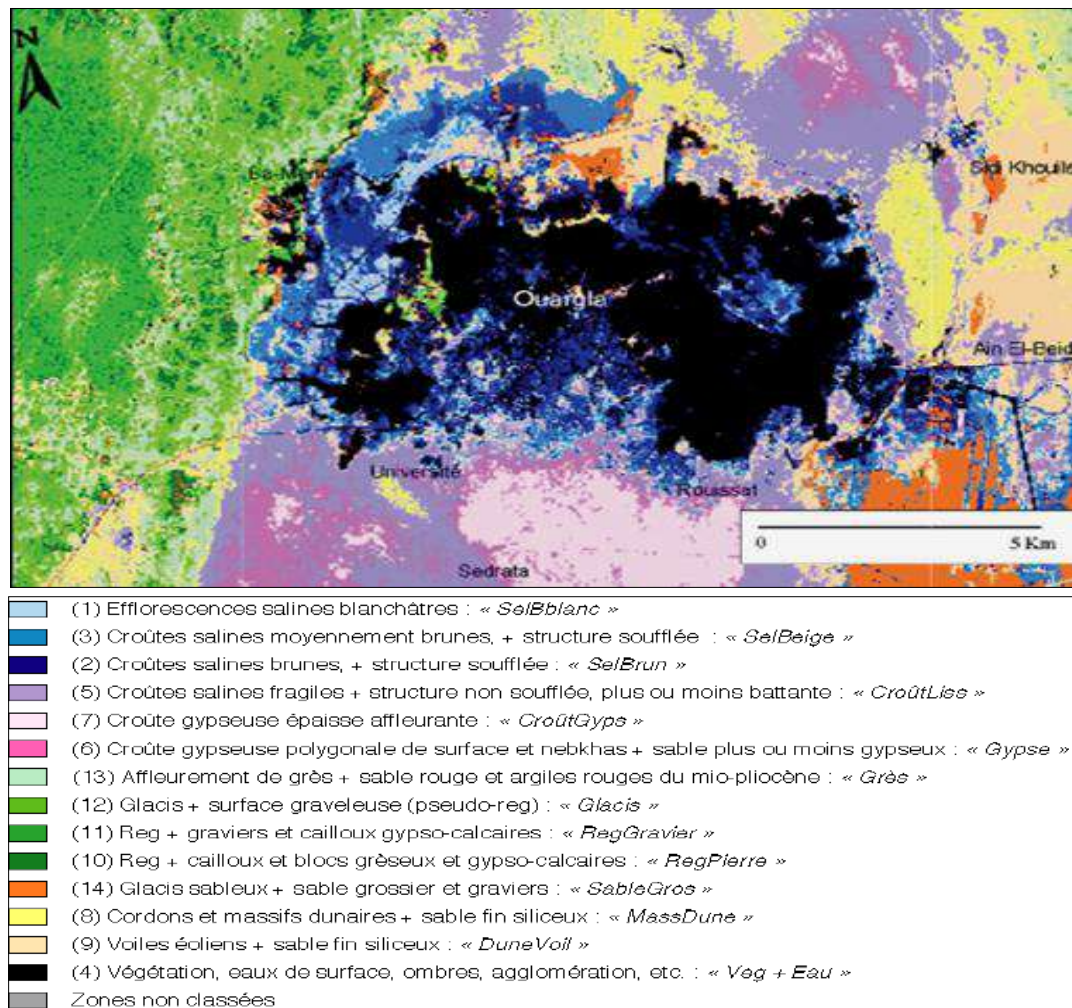 N
Sidi Khouille
Ouargla
Ain El-Beid
Université
Rouissat
0 5 Km
Sedrata
(1) Efflorescences salines blanchâtres : « SelBblanc »
(3) Croûtes salines moyennement brunes, + structure soufflée : « SelBeige »
(2) Croûtes salines brunes, + structure soufflée : « SelBrun »
(5) Croûtes salines fragiles + structure non soufflée, plus ou moins battante : « CroûtLiss »
(7) Croûte gypseuse épaisse affleurante : « CroûtGyps »
(6) Croûte gypseuse polygonale de surface et nebkhas + sable plus ou moins gypseux : « Gypse »
(13) Affleurement de grès + sable rouge et argiles rouges du mio-pliocène : « Grès »
(12) Glacis + surface graveleuse (pseudo-reg) : « Glacis »
(11) Reg + graviers et cailloux gypso-calcaires : « RegGravier »
(10) Reg + cailloux et blocs grèseux et gypso-calcaires : « RegPierre »
(14) Glacis sableux + sable grossier et graviers : « SableGros »
(8) Cordons et massifs dunaires + sable fin siliceux : « MassDune »
(9) Voiles éoliens + sable fin siliceux : « DuneVoil »
(4) Végétation, eaux de surface, ombres, agglomération, etc. : « Veg + Eau »
Zones non classées